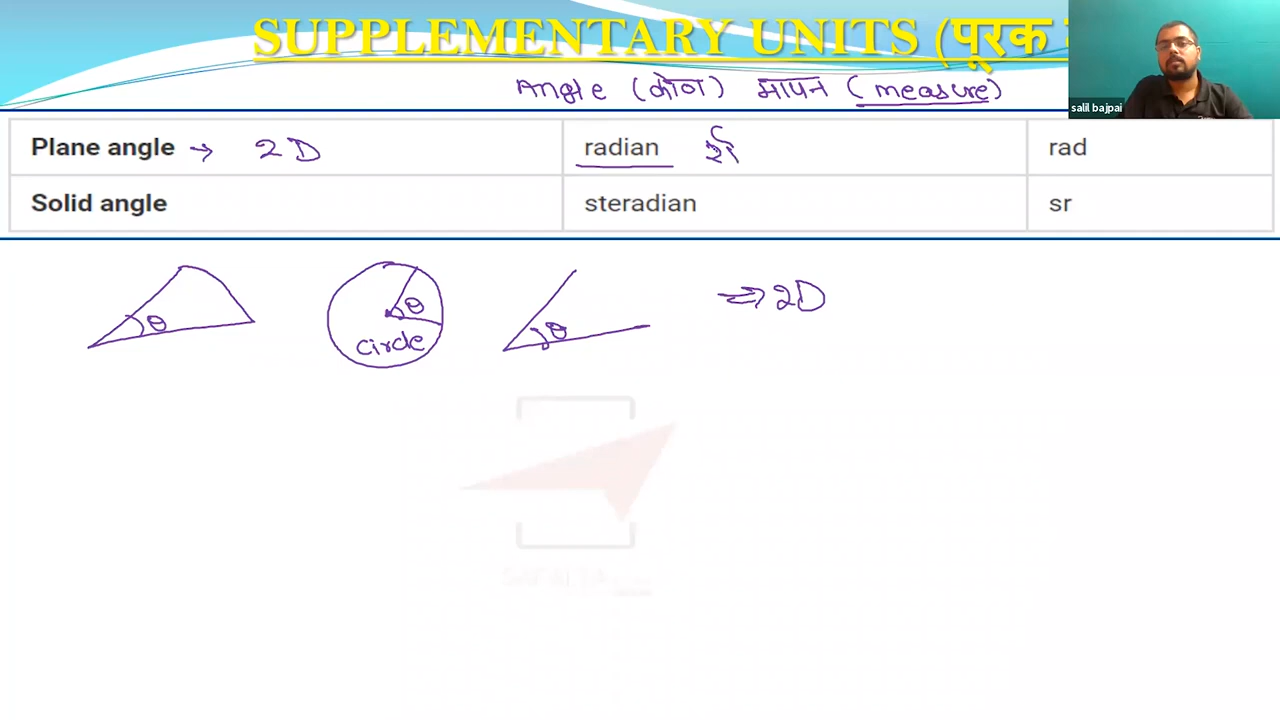 SUPPLEMENTARY UNITS (पूरक
Angle (कोण) मापन (measure)
salil bajpai
Plane angle → 2D radian rad
Solid angle steradian sr
θ θ θ ⇒ 2D
circle